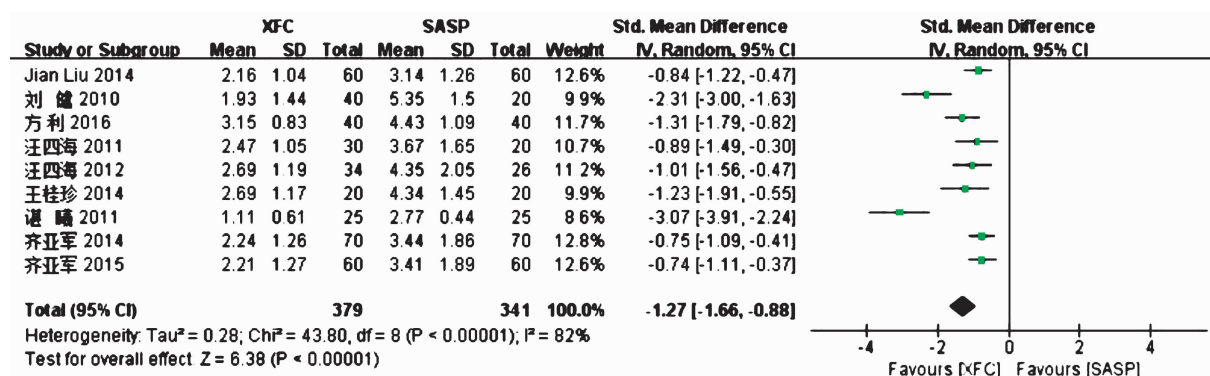 XFC SASP Std. Mean Difference Std. Mean Difference
Study or Subgroup Mean SD Total Mean SD Total Weight IV, Random, 95% CI IV, Random, 95% CI
Jian Liu 2014 2.16 1.04 60 3.14 1.26 60 12.6% -0.84 [-1.22, -0.47]
刘 健 2010 1.93 1.44 40 5.35 1.5 20 9.9% -2.31 [-3.00, -1.63]
方利 2016 3.15 0.83 40 4.43 1.09 40 11.7% -1.31 [-1.79, -0.82]
汪四海 2011 2.47 1.05 30 3.67 1.65 20 10.7% -0.89 [-1.49, -0.30]
汪四海 2012 2.69 1.19 34 4.35 2.05 26 11.2% -1.01 [-1.56, -0.47]
王桂珍 2014 2.69 1.17 20 4.34 1.45 20 9.9% -1.23 [-1.91, -0.55]
谌 曦 2011 1.11 0.61 25 2.77 0.44 25 8.6% -3.07 [-3.91, -2.24]
齐亚军 2014 2.24 1.26 70 3.44 1.86 70 12.8% -0.75 [-1.09, -0.41]
齐亚军 2015 2.21 1.27 60 3.41 1.89 60 12.6% -0.74 [-1.11, -0.37]
Total (95% CI) 379 341 100.0% -1.27 [-1.66, -0.88]
Heterogeneity: Tau² = 0.28; Chi² = 43.80, df = 8 (P < 0.00001); I² = 82%
Test for overall effect: Z = 6.38 (P < 0.00001)
-4 -2 0 2 4
Favours [XFC] Favours [SASP]